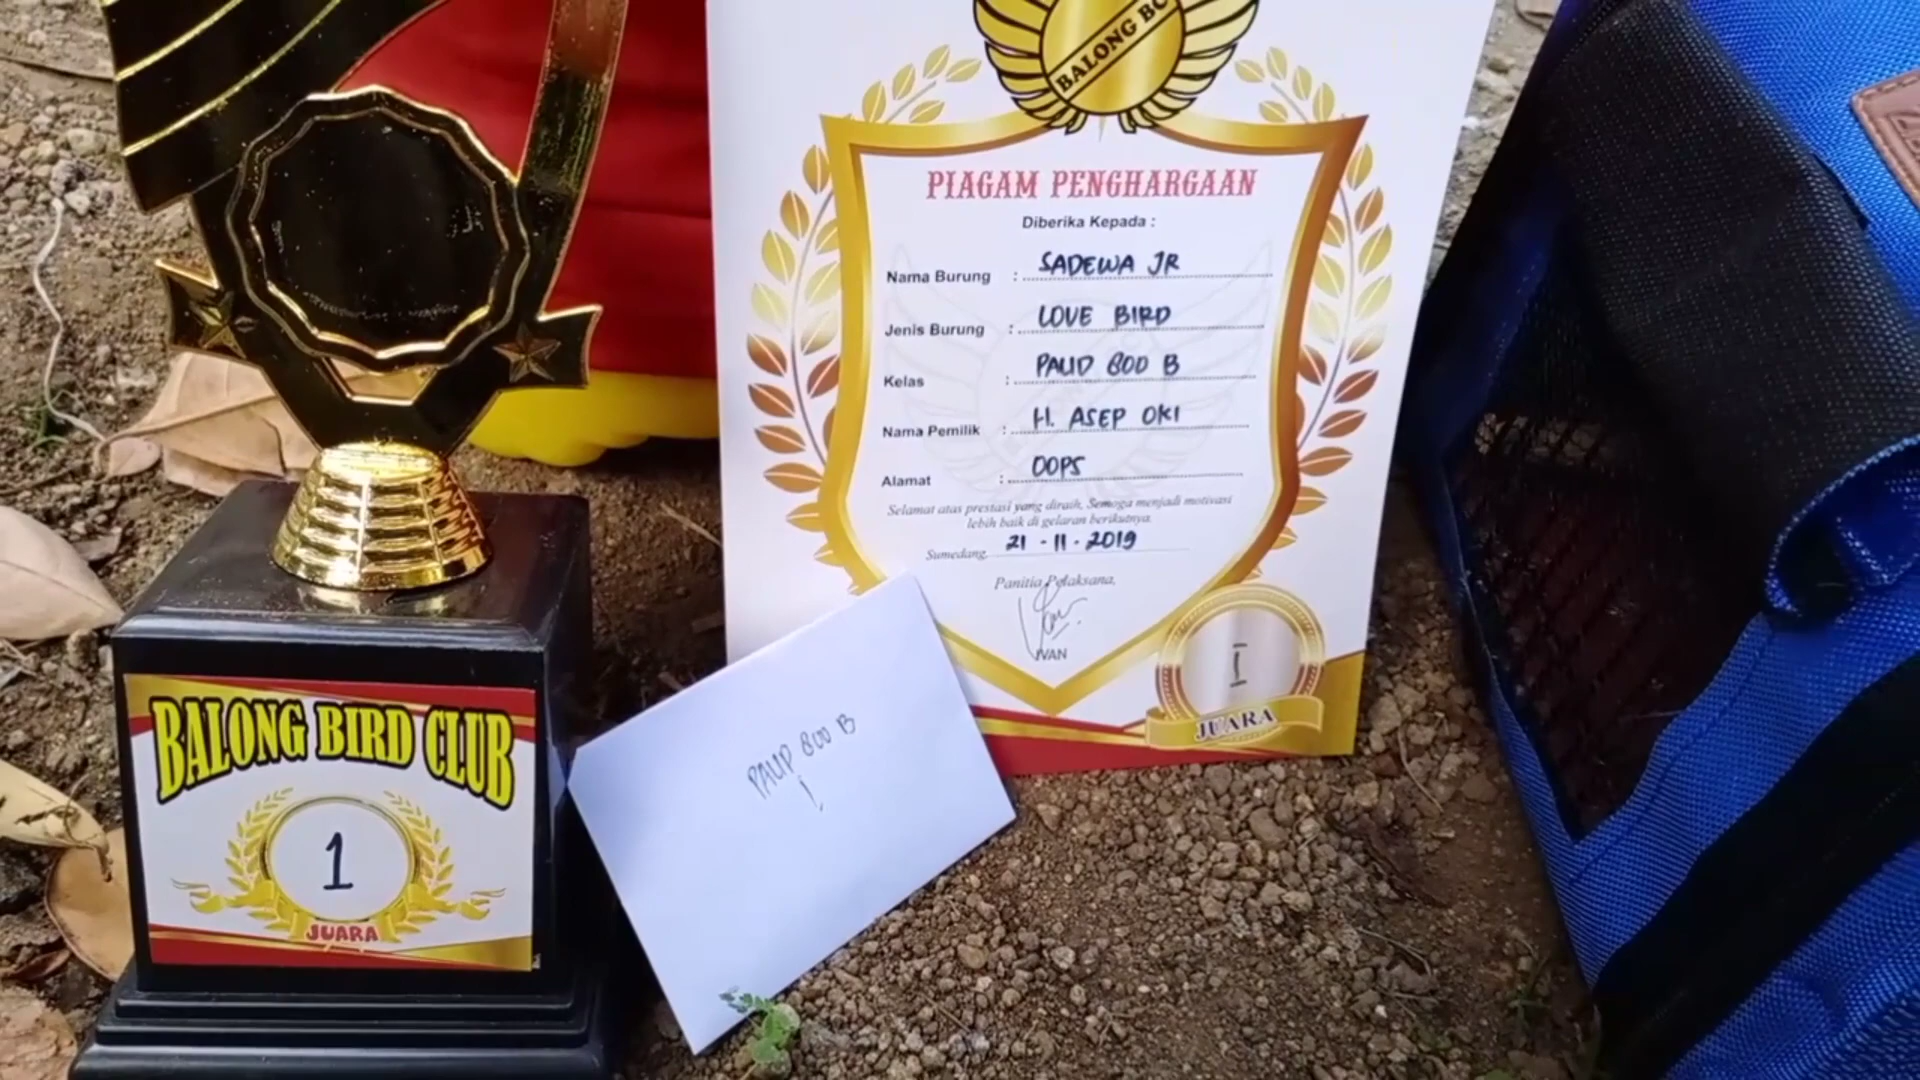 BALONG BC
PIAGAM PENGHARGAAN
Diberika Kepada :
Nama Burung : SADEWA JR
Jenis Burung : LOVE BIRD
Kelas : PAUD 800 B
Nama Pemilik : H. ASEP OKI
Alamat : OOPS
Selamat atas prestasi yang diraih, Semoga menjadi motivasi
lebih baik di gelaran berikutnya.
Sumedang, 21 - 11 - 2019
Panitia Pelaksana,
IVAN
I
JUARA
PAUD 800 B
1
BALONG BIRD CLUB
1
JUARA